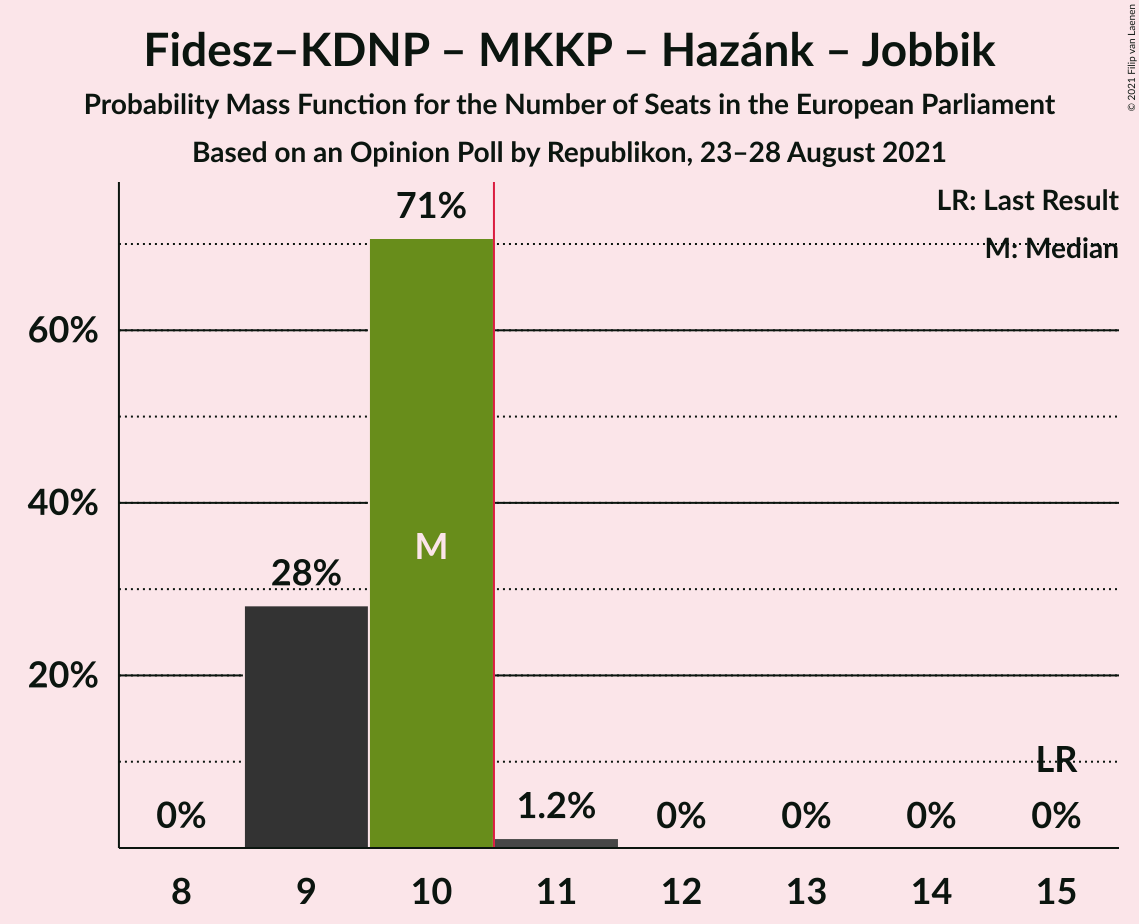 Fidesz–KDNP – MKKP – Hazánk – Jobbik
Probability Mass Function for the Number of Seats in the European Parliament
Based on an Opinion Poll by Republikon, 23–28 August 2021
© 2021 Filip van Laenen
LR: Last Result
M: Median
71%
60%
40%
M
28%
20%
LR
0%
1.2%
0%
0%
0%
0%
8
9
10
11
12
13
14
15